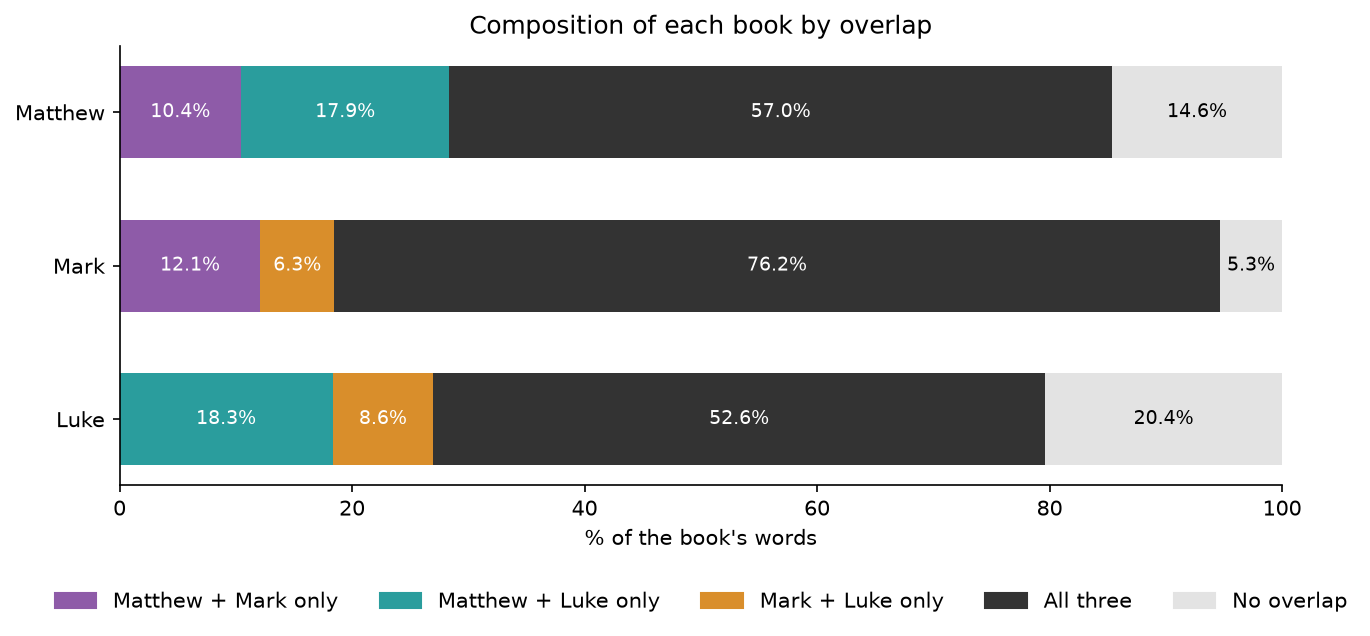 Composition of each book by overlap
Matthew 10.4% 17.9% 57.0% 14.6%
Mark 12.1% 6.3% 76.2% 5.3%
Luke 18.3% 8.6% 52.6% 20.4%
0 20 40 60 80 100
% of the book's words
Matthew + Mark only Matthew + Luke only Mark + Luke only All three No overlap